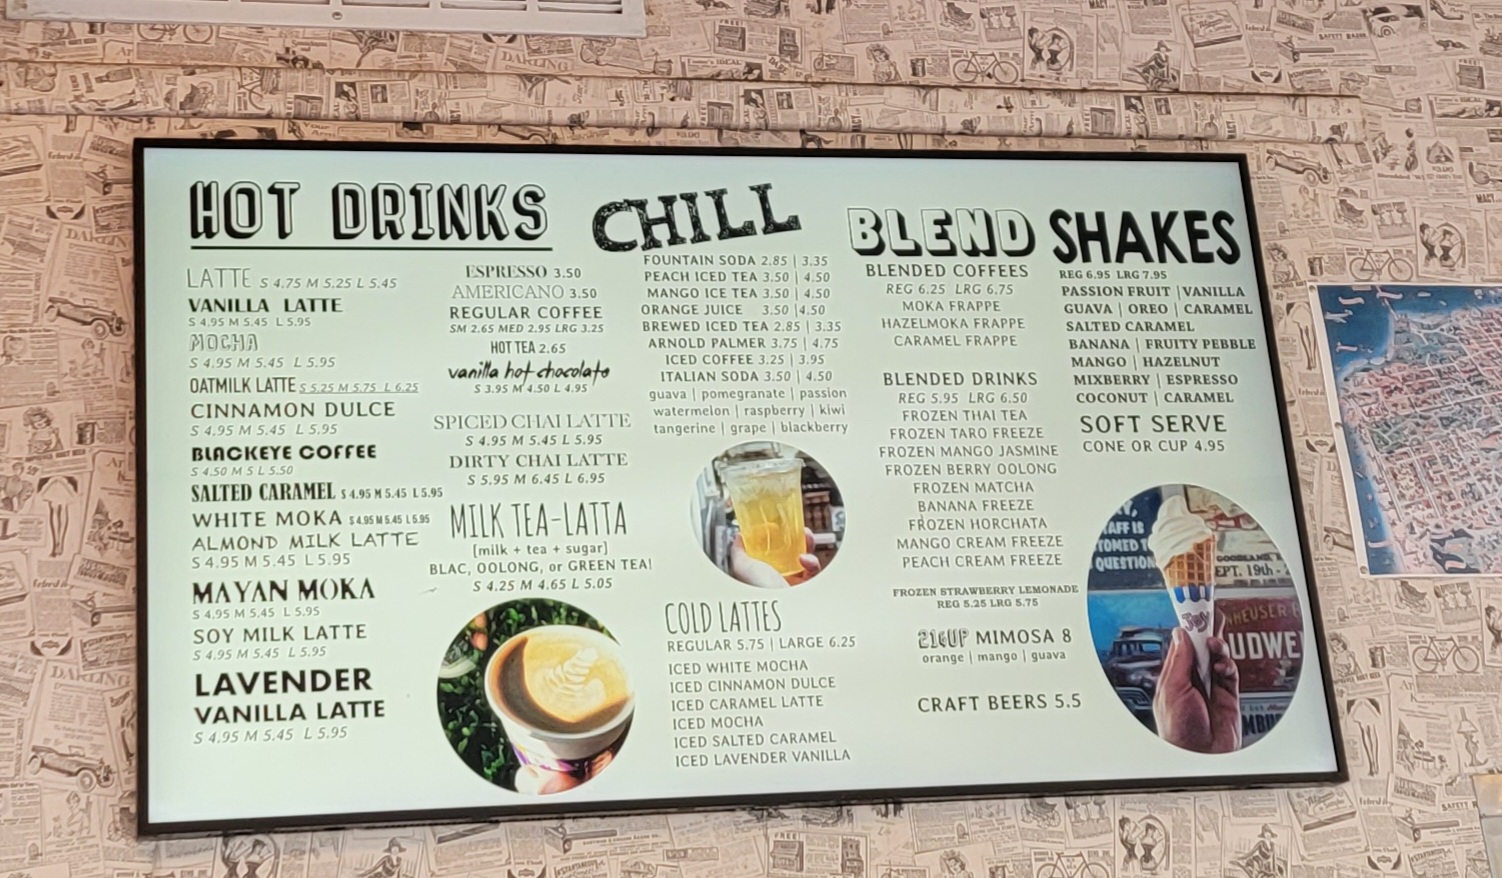 HOT DRINKS
LATTE S 4.75 M 5.25 L 5.45
VANILLA LATTE
S 4.95 M 5.45 L 5.95
MOCHA
S 4.95 M 5.45 L 5.95
OATMILK LATTE S 5.25 M 5.75 L 6.25
CINNAMON DULCE
S 4.95 M 5.45 L 5.95
BLACKEYE COFFEE
S 4.50 M 5 L 5.50
SALTED CARAMEL S 4.95 M 5.45 L 5.95
WHITE MOKA S 4.95 M 5.45 L 5.95
ALMOND MILK LATTE
S 4.95 M 5.45 L 5.95
MAYAN MOKA
S 4.95 M 5.45 L 5.95
SOY MILK LATTE
S 4.95 M 5.45 L 5.95
LAVENDER
VANILLA LATTE
S 4.95 M 5.45 L 5.95
ESPRESSO 3.50
AMERICANO 3.50
REGULAR COFFEE
SM 2.65 MED 2.95 LRG 3.25
HOT TEA 2.65
vanilla hot chocolate
S 3.95 M 4.50 L 4.95
SPICED CHAI LATTE
S 4.95 M 5.45 L 5.95
DIRTY CHAI LATTE
S 5.95 M 6.45 L 6.95
MILK TEA-LATTA
[milk + tea + sugar]
BLAC, OOLONG, or GREEN TEA!
S 4.25 M 4.65 L 5.05
CHILL
FOUNTAIN SODA 2.85 | 3.35
PEACH ICED TEA 3.50 | 4.50
MANGO ICE TEA 3.50 | 4.50
ORANGE JUICE 3.50 | 4.50
BREWED ICED TEA 2.85 | 3.35
ARNOLD PALMER 3.75 | 4.75
ICED COFFEE 3.25 | 3.95
ITALIAN SODA 3.50 | 4.50
guava | pomegranate | passion
watermelon | raspberry | kiwi
tangerine | grape | blackberry
COLD LATTES
REGULAR 5.75 | LARGE 6.25
ICED WHITE MOCHA
ICED CINNAMON DULCE
ICED CARAMEL LATTE
ICED MOCHA
ICED SALTED CARAMEL
ICED LAVENDER VANILLA
BLEND
BLENDED COFFEES
REG 6.25 LRG 6.75
MOKA FRAPPE
HAZELMOKA FRAPPE
CARAMEL FRAPPE
BLENDED DRINKS
REG 5.95 LRG 6.50
FROZEN THAI TEA
FROZEN TARO FREEZE
FROZEN MANGO JASMINE
FROZEN BERRY OOLONG
FROZEN MATCHA
BANANA FREEZE
FROZEN HORCHATA
MANGO CREAM FREEZE
PEACH CREAM FREEZE
FROZEN STRAWBERRY LEMONADE
REG 5.25 LRG 5.75
MIMOSA 8
orange | mango | guava
CRAFT BEERS 5.5
SHAKES
REG 6.95 LRG 7.95
PASSION FRUIT | VANILLA
GUAVA | OREO | CARAMEL
SALTED CARAMEL
BANANA | FRUITY PEBBLE
MANGO | HAZELNUT
MIXBERRY | ESPRESSO
COCONUT | CARAMEL
SOFT SERVE
CONE OR CUP 4.95
QUESTION
EPT. 19th -
Joy
UDWE